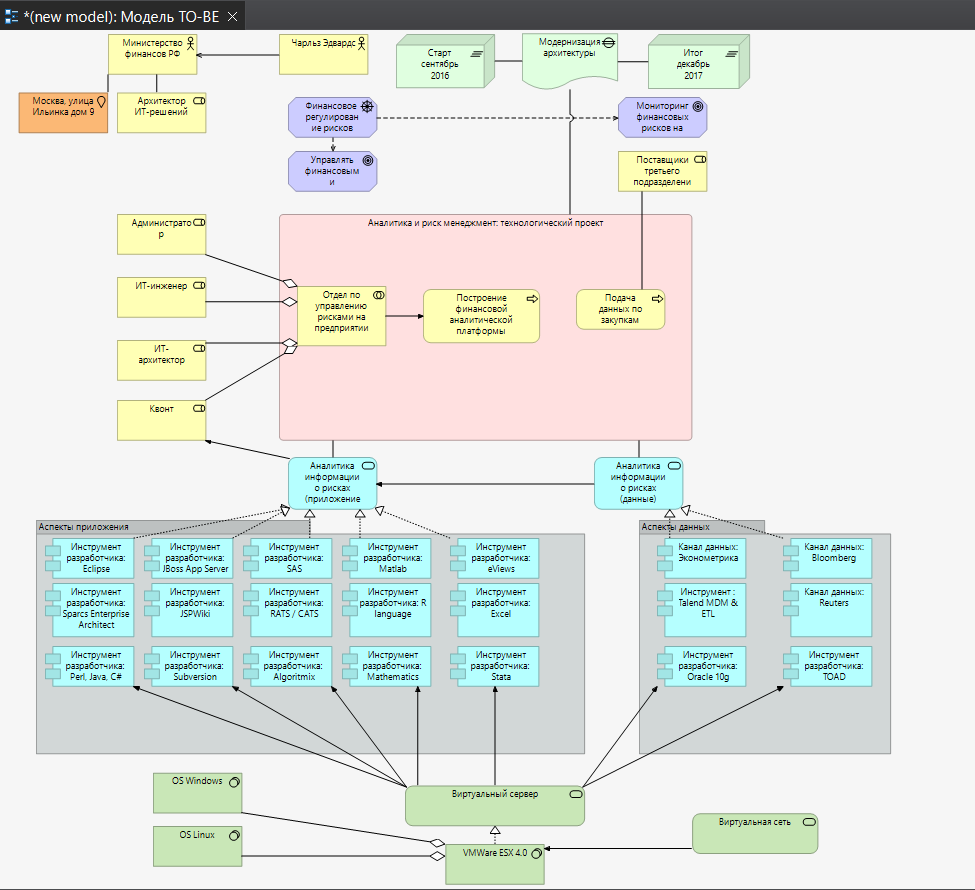 *(new model): Модель TO-BE
Министерство
финансов РФ
Чарльз Эдвардс
Старт
сентябрь
2016
Модернизация
архитектуры
Итог
декабрь
2017
Москва, улица
Ильинка дом 9
Архитектор
ИТ-решений
Финансовое
регулирован
ие рисков
Мониторинг
финансовых
рисков на
Управлять
финансовым
и
Поставщики
третьего
подразделени
Администрато
р
Аналитика и риск менеджмент: технологический проект
ИТ-инженер
Отдел по
управлению
рисками на
предприятии
Построение
финансовой
аналитической
платформы
Подача
данных по
закупкам
ИТ-
архитектор
Квонт
Аналитика
информации
о рисках
(приложение
Аналитика
информации
о рисках
(данные)
Аспекты приложения
Инструмент
разработчика:
Eclipse
Инструмент
разработчика:
JBoss App Server
Инструмент
разработчика:
SAS
Инструмент
разработчика:
Matlab
Инструмент
разработчика:
eViews
Инструмент
разработчика:
Sparcs Enterprise
Architect
Инструмент
разработчика:
JSPWiki
Инструмент
разработчика:
RATS / CATS
Инструмент
разработчика: R
language
Инструмент
разработчика:
Excel
Инструмент
разработчика:
Perl, Java, C#
Инструмент
разработчика:
Subversion
Инструмент
разработчика:
Algoritmix
Инструмент
разработчика:
Mathematics
Инструмент
разработчика:
Stata
Аспекты данных
Канал данных:
Эконометрика
Канал данных:
Bloomberg
Инструмент :
Talend MDM &
ETL
Канал данных:
Reuters
Инструмент
разработчика:
Oracle 10g
Инструмент
разработчика:
TOAD
OS Windows
Виртуальный сервер
OS Linux
VMWare ESX 4.0
Виртуальная сеть